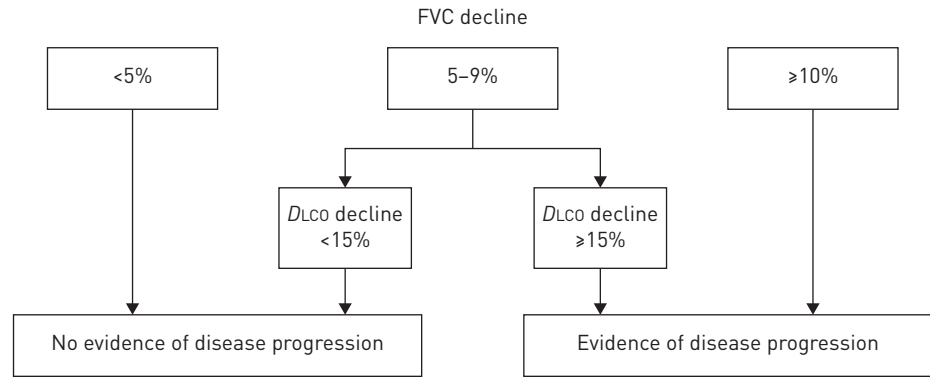 FVC decline
<5%
5–9%
⩾10%
DLCO decline
<15%
DLCO decline
⩾15%
No evidence of disease progression
Evidence of disease progression